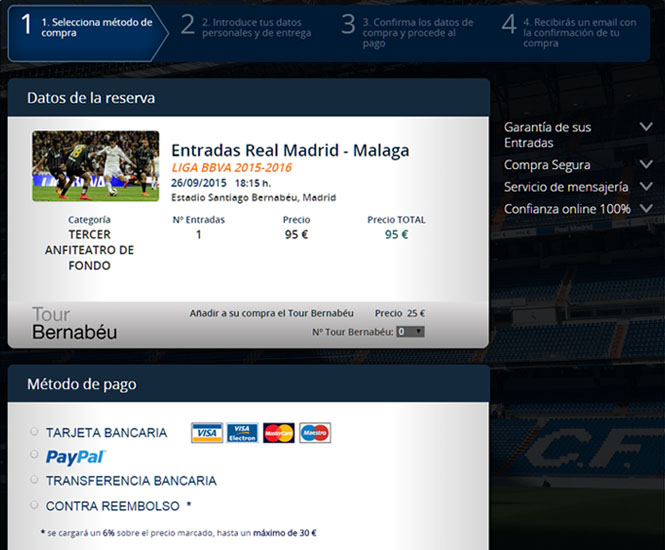 1 1. Selecciona método de
compra
2 2. Introduce tus datos
personales y de entrega
3 3. Confirma los datos de
compra y procede al
pago
4 4. Recibirás un email con
la confirmación de tu
compra
Datos de la reserva
Entradas Real Madrid - Malaga
LIGA BBVA 2015-2016
26/09/2015 18:15 h.
Estadio Santiago Bernabéu, Madrid
Categoría Nº Entradas Precio Precio TOTAL
TERCER 1 95 € 95 €
ANFITEATRO DE
FONDO
Tour
Bernabéu
Añadir a su compra el Tour Bernabéu Precio 25 €
Nº Tour Bernabéu: 0
Garantía de sus
Entradas
Compra Segura
Servicio de mensajería
Confianza online 100%
Real Madrid
Método de pago
TARJETA BANCARIA VISA VISA Electron MasterCard Maestro
PayPal
TRANSFERENCIA BANCARIA
CONTRA REEMBOLSO *
* se cargará un 6% sobre el precio marcado, hasta un máximo de 30 €
C.F.